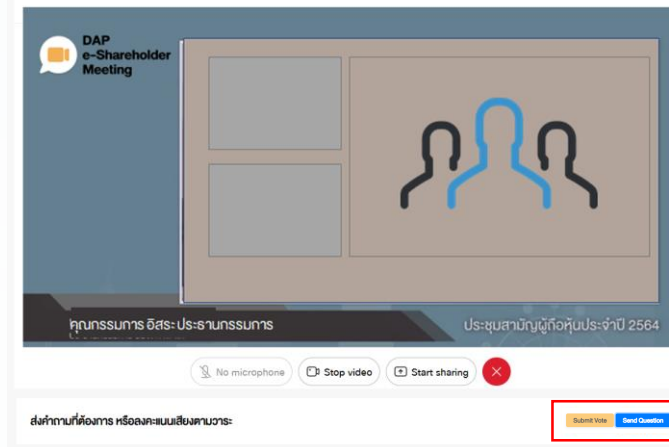 DAP
e-Shareholder
Meeting
คุณกรรมการ อิสระ ประธานกรรมการ
ประชุมสามัญผู้ถือหุ้นประจำปี 2564
No microphone
Stop video
Start sharing
ส่งคำถามที่ต้องการ หรือลงคะแนนเสียงตามวาระ
Submit Vote
Send Question